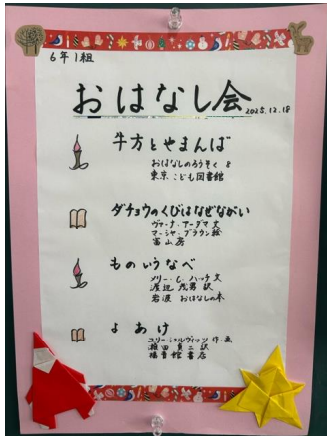 6年1組
おはなし会 2025.12.18
牛方とやまんば
おはなしのろうそく 8
東京こども図書館
ダチョウのくびはなぜながい
ヴァーナ・アーダマ 文
マーシャ・ブラウン 絵
冨山房
ものいうなべ
メリー・C・ハッチ 文
渡辺茂男 訳
岩波 おはなしの本
よあけ
ユリー・シュルヴィッツ 作・画
瀬田貞二 訳
福音館書店